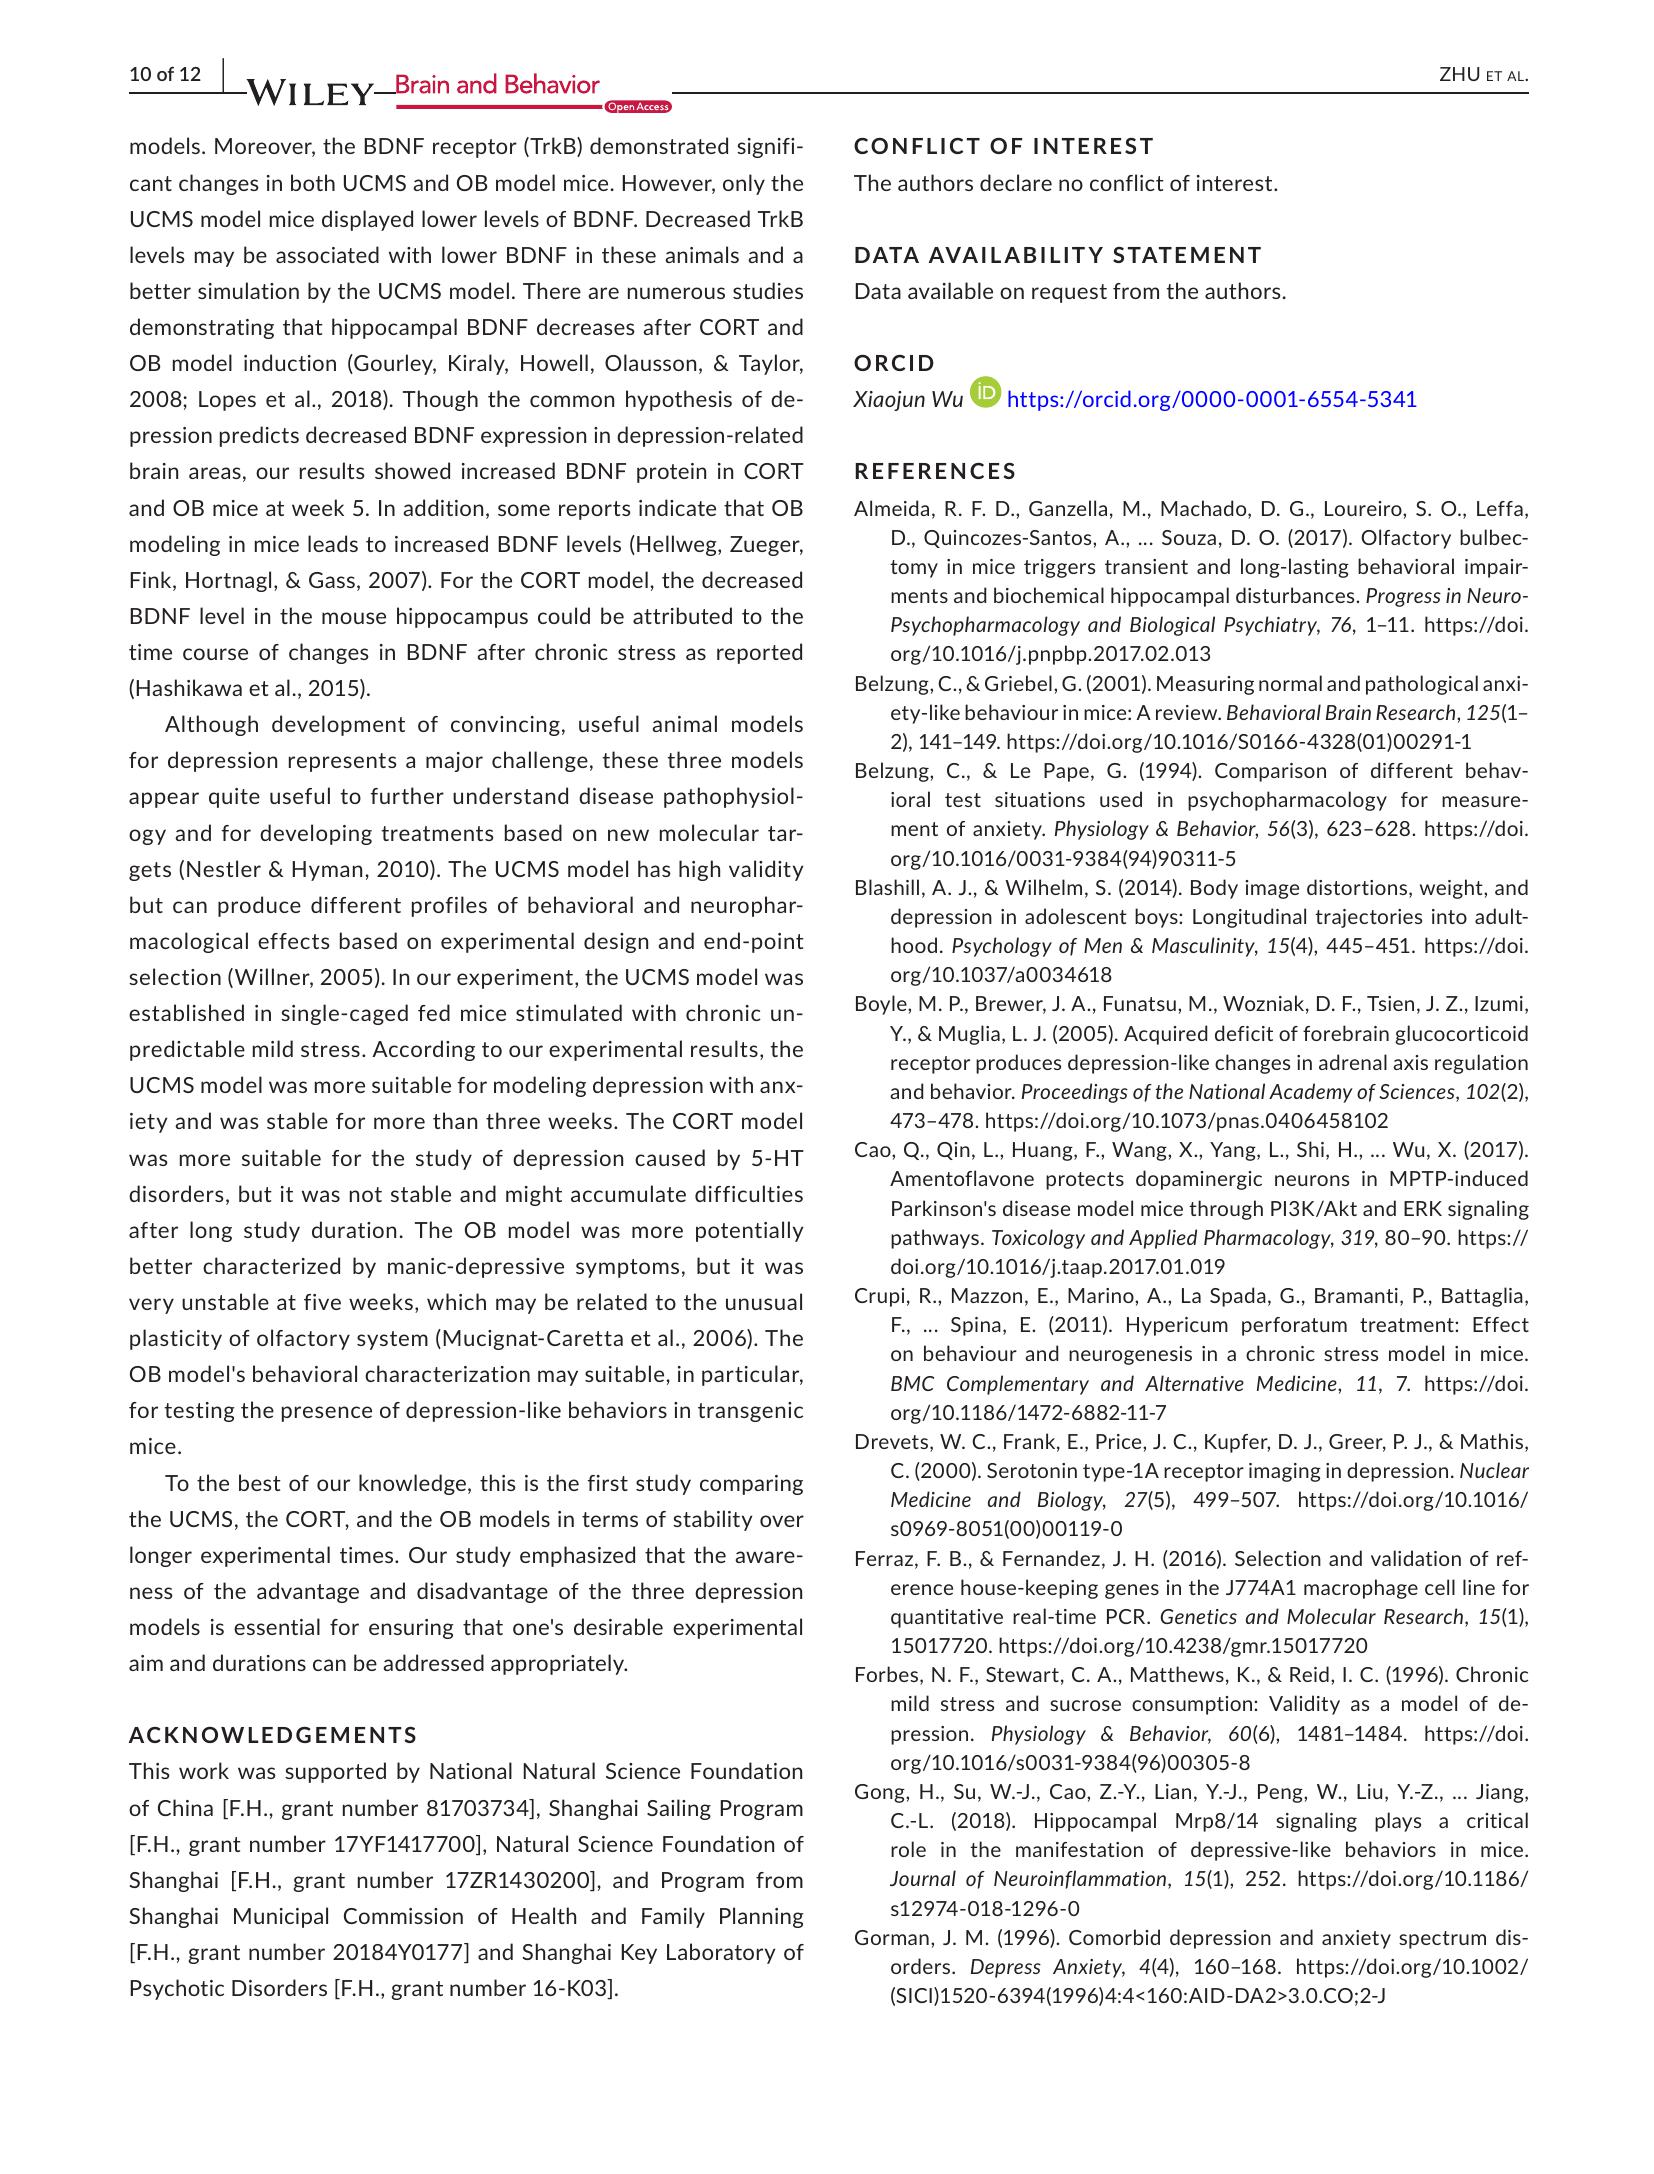 10 of 12
WILEY
Brain and Behavior
Open Access
ZHU ET AL.
models. Moreover, the BDNF receptor (TrkB) demonstrated signifi-
cant changes in both UCMS and OB model mice. However, only the
UCMS model mice displayed lower levels of BDNF. Decreased TrkB
levels may be associated with lower BDNF in these animals and a
better simulation by the UCMS model. There are numerous studies
demonstrating that hippocampal BDNF decreases after CORT and
OB model induction (Gourley, Kiraly, Howell, Olausson, & Taylor,
2008; Lopes et al., 2018). Though the common hypothesis of de-
pression predicts decreased BDNF expression in depression-related
brain areas, our results showed increased BDNF protein in CORT
and OB mice at week 5. In addition, some reports indicate that OB
modeling in mice leads to increased BDNF levels (Hellweg, Zueger,
Fink, Hortnagl, & Gass, 2007). For the CORT model, the decreased
BDNF level in the mouse hippocampus could be attributed to the
time course of changes in BDNF after chronic stress as reported
(Hashikawa et al., 2015).
Although development of convincing, useful animal models
for depression represents a major challenge, these three models
appear quite useful to further understand disease pathophysiol-
ogy and for developing treatments based on new molecular tar-
gets (Nestler & Hyman, 2010). The UCMS model has high validity
but can produce different profiles of behavioral and neurophar-
macological effects based on experimental design and end-point
selection (Willner, 2005). In our experiment, the UCMS model was
established in single-caged fed mice stimulated with chronic un-
predictable mild stress. According to our experimental results, the
UCMS model was more suitable for modeling depression with anx-
iety and was stable for more than three weeks. The CORT model
was more suitable for the study of depression caused by 5-HT
disorders, but it was not stable and might accumulate difficulties
after long study duration. The OB model was more potentially
better characterized by manic-depressive symptoms, but it was
very unstable at five weeks, which may be related to the unusual
plasticity of olfactory system (Mucignat-Caretta et al., 2006). The
OB model's behavioral characterization may suitable, in particular,
for testing the presence of depression-like behaviors in transgenic
mice.
To the best of our knowledge, this is the first study comparing
the UCMS, the CORT, and the OB models in terms of stability over
longer experimental times. Our study emphasized that the aware-
ness of the advantage and disadvantage of the three depression
models is essential for ensuring that one's desirable experimental
aim and durations can be addressed appropriately.
ACKNOWLEDGEMENTS
This work was supported by National Natural Science Foundation
of China [F.H., grant number 81703734], Shanghai Sailing Program
[F.H., grant number 17YF1417700], Natural Science Foundation of
Shanghai [F.H., grant number 17ZR1430200], and Program from
Shanghai Municipal Commission of Health and Family Planning
[F.H., grant number 20184Y0177] and Shanghai Key Laboratory of
Psychotic Disorders [F.H., grant number 16-K03].
CONFLICT OF INTEREST
The authors declare no conflict of interest.
DATA AVAILABILITY STATEMENT
Data available on request from the authors.
ORCID
Xiaojun Wu iD https://orcid.org/0000-0001-6554-5341
REFERENCES
Almeida, R. F. D., Ganzella, M., Machado, D. G., Loureiro, S. O., Leffa,
D., Quincozes-Santos, A., … Souza, D. O. (2017). Olfactory bulbec-
tomy in mice triggers transient and long-lasting behavioral impair-
ments and biochemical hippocampal disturbances. Progress in Neuro-
Psychopharmacology and Biological Psychiatry, 76, 1–11. https://doi.
org/10.1016/j.pnpbp.2017.02.013
Belzung, C., & Griebel, G. (2001). Measuring normal and pathological anxi-
ety-like behaviour in mice: A review. Behavioral Brain Research, 125(1–
2), 141–149. https://doi.org/10.1016/S0166-4328(01)00291-1
Belzung, C., & Le Pape, G. (1994). Comparison of different behav-
ioral test situations used in psychopharmacology for measure-
ment of anxiety. Physiology & Behavior, 56(3), 623–628. https://doi.
org/10.1016/0031-9384(94)90311-5
Blashill, A. J., & Wilhelm, S. (2014). Body image distortions, weight, and
depression in adolescent boys: Longitudinal trajectories into adult-
hood. Psychology of Men & Masculinity, 15(4), 445–451. https://doi.
org/10.1037/a0034618
Boyle, M. P., Brewer, J. A., Funatsu, M., Wozniak, D. F., Tsien, J. Z., Izumi,
Y., & Muglia, L. J. (2005). Acquired deficit of forebrain glucocorticoid
receptor produces depression-like changes in adrenal axis regulation
and behavior. Proceedings of the National Academy of Sciences, 102(2),
473–478. https://doi.org/10.1073/pnas.0406458102
Cao, Q., Qin, L., Huang, F., Wang, X., Yang, L., Shi, H., … Wu, X. (2017).
Amentoflavone protects dopaminergic neurons in MPTP-induced
Parkinson's disease model mice through PI3K/Akt and ERK signaling
pathways. Toxicology and Applied Pharmacology, 319, 80–90. https://
doi.org/10.1016/j.taap.2017.01.019
Crupi, R., Mazzon, E., Marino, A., La Spada, G., Bramanti, P., Battaglia,
F., … Spina, E. (2011). Hypericum perforatum treatment: Effect
on behaviour and neurogenesis in a chronic stress model in mice.
BMC Complementary and Alternative Medicine, 11, 7. https://doi.
org/10.1186/1472-6882-11-7
Drevets, W. C., Frank, E., Price, J. C., Kupfer, D. J., Greer, P. J., & Mathis,
C. (2000). Serotonin type-1A receptor imaging in depression. Nuclear
Medicine and Biology, 27(5), 499–507. https://doi.org/10.1016/
s0969-8051(00)00119-0
Ferraz, F. B., & Fernandez, J. H. (2016). Selection and validation of ref-
erence house-keeping genes in the J774A1 macrophage cell line for
quantitative real-time PCR. Genetics and Molecular Research, 15(1),
15017720. https://doi.org/10.4238/gmr.15017720
Forbes, N. F., Stewart, C. A., Matthews, K., & Reid, I. C. (1996). Chronic
mild stress and sucrose consumption: Validity as a model of de-
pression. Physiology & Behavior, 60(6), 1481–1484. https://doi.
org/10.1016/s0031-9384(96)00305-8
Gong, H., Su, W.-J., Cao, Z.-Y., Lian, Y.-J., Peng, W., Liu, Y.-Z., … Jiang,
C.-L. (2018). Hippocampal Mrp8/14 signaling plays a critical
role in the manifestation of depressive-like behaviors in mice.
Journal of Neuroinflammation, 15(1), 252. https://doi.org/10.1186/
s12974-018-1296-0
Gorman, J. M. (1996). Comorbid depression and anxiety spectrum dis-
orders. Depress Anxiety, 4(4), 160–168. https://doi.org/10.1002/
(SICI)1520-6394(1996)4:4<160:AID-DA2>3.0.CO;2-J